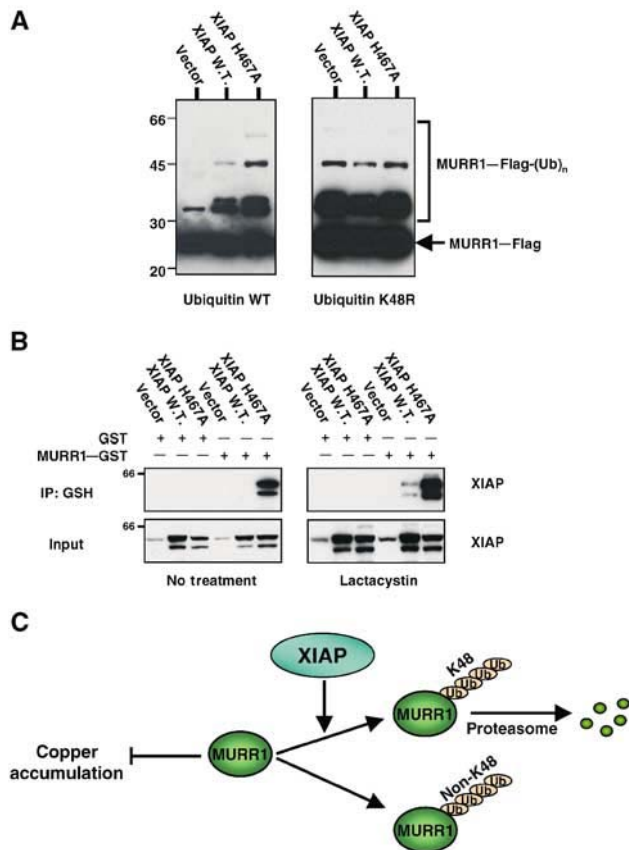 A
Vector
XIAP W.T.
XIAP H467A
Vector
XIAP W.T.
XIAP H467A
66
45
30
20
MURR1—Flag-(Ub)n
MURR1—Flag
Ubiquitin WT
Ubiquitin K48R
B
Vector
XIAP W.T.
XIAP H467A
Vector
XIAP W.T.
XIAP H467A
Vector
XIAP W.T.
XIAP H467A
Vector
XIAP W.T.
XIAP H467A
GST + + + — — — + + + — — —
MURR1—GST — — — + + + — — — + + +
66
66
IP: GSH
XIAP
66
66
Input
XIAP
No treatment
Lactacystin
C
XIAP
K48
Ub Ub Ub Ub
MURR1
Proteasome
Copper
accumulation
MURR1
Non-K48
Ub Ub Ub Ub
MURR1